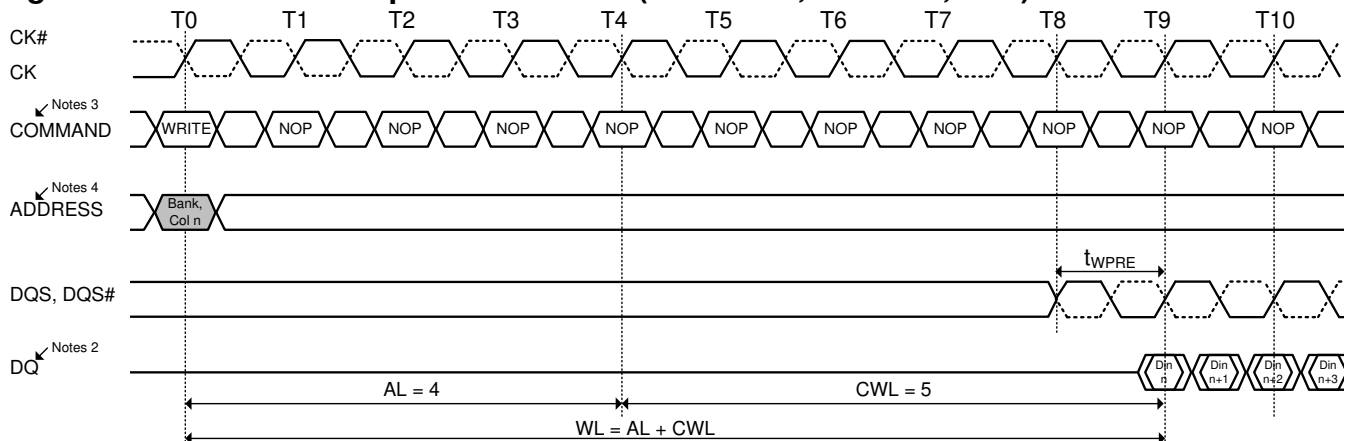 T0 T1 T2 T3 T4 T5 T6 T7 T8 T9 T10
CK#
CK
Notes 3
COMMAND
WRITE NOP NOP NOP NOP NOP NOP NOP NOP NOP NOP
Notes 4
ADDRESS
Bank,
Col n
tWPRE
DQS, DQS#
Notes 2
DQ
Din n Din n+1 Din n+2 Din n+3
AL = 4 CWL = 5
WL = AL + CWL